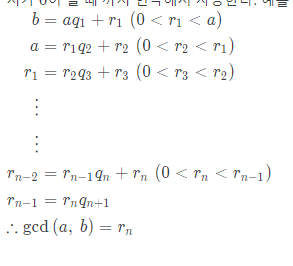 b = aq₁ + r₁ (0 < r₁ < a)
a = r₁q₂ + r₂ (0 < r₂ < r₁)
r₁ = r₂q₃ + r₃ (0 < r₃ < r₂)
⋮
⋮
rₙ₋₂ = rₙ₋₁qₙ + rₙ (0 < rₙ < rₙ₋₁)
rₙ₋₁ = rₙqₙ₊₁
∴ gcd (a, b) = rₙ